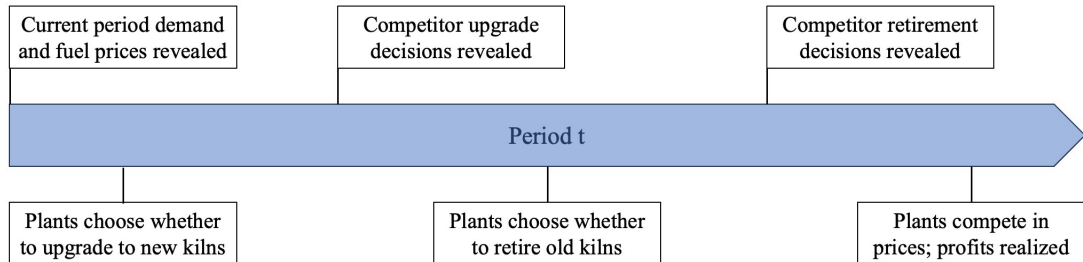 Current period demand
and fuel prices revealed
Competitor upgrade
decisions revealed
Competitor retirement
decisions revealed
Period t
Plants choose whether
to upgrade to new kilns
Plants choose whether
to retire old kilns
Plants compete in
prices; profits realized